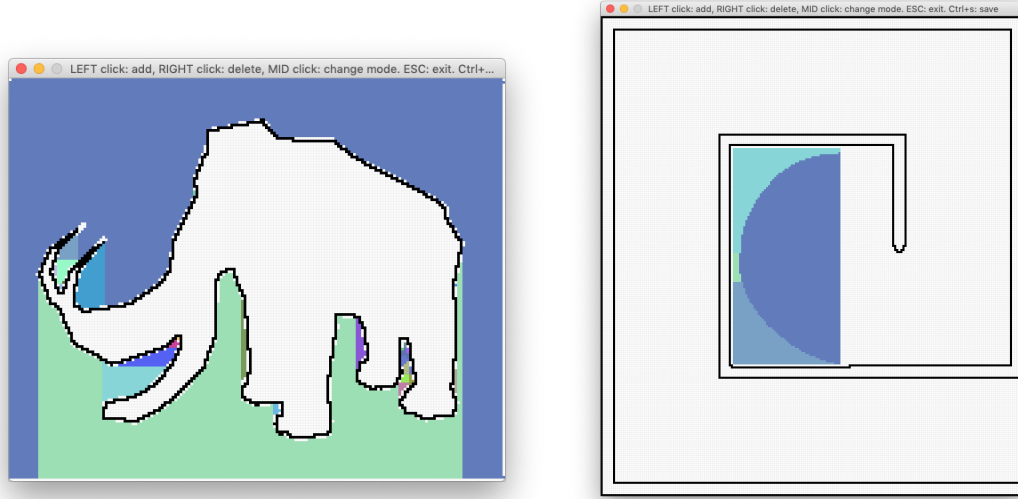 LEFT click: add, RIGHT click: delete, MID click: change mode. ESC: exit. Ctrl+...
LEFT click: add, RIGHT click: delete, MID click: change mode. ESC: exit. Ctrl+s: save